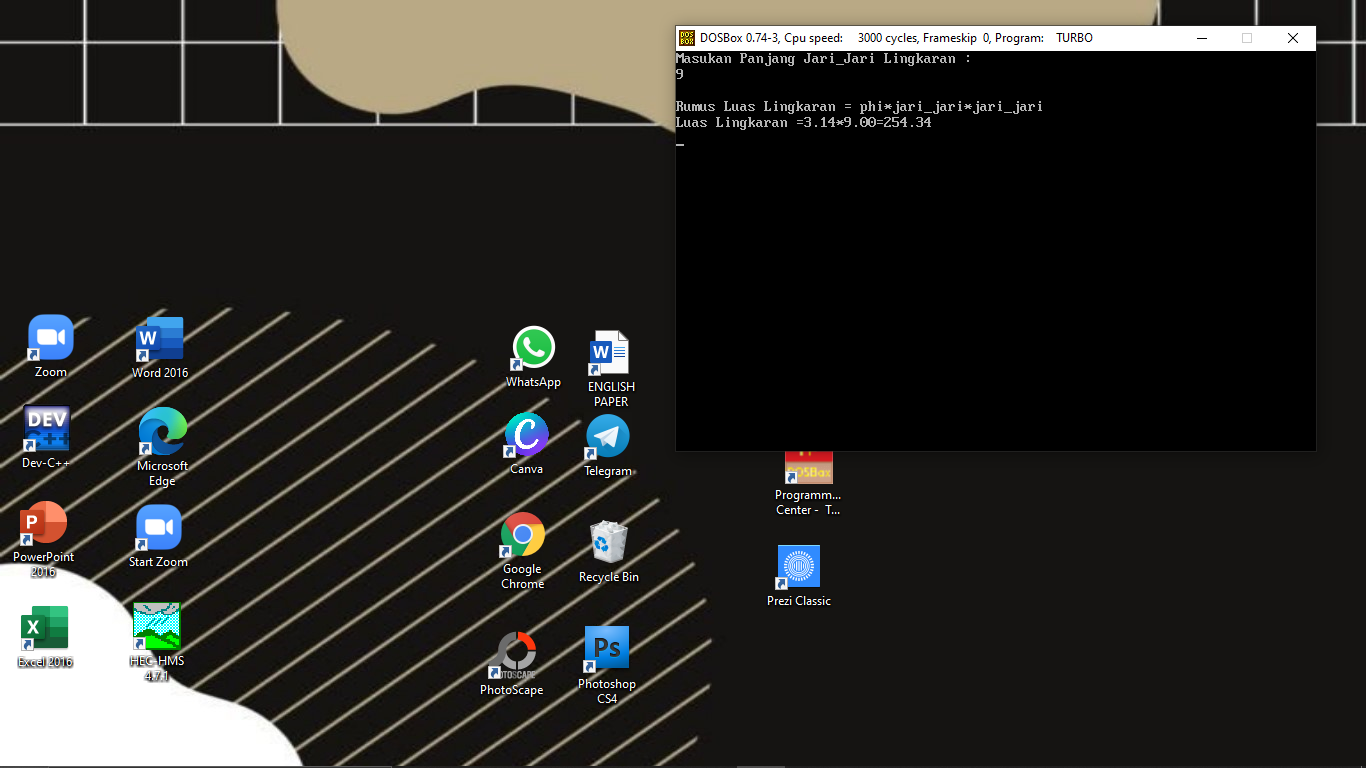 DOSBox 0.74-3, Cpu speed: 3000 cycles, Frameskip 0, Program: TURBO
Masukan Panjang Jari_Jari Lingkaran :
9
Rumus Luas Lingkaran = phi*jari_jari*jari_jari
Luas Lingkaran =3.14*9.00=254.34
Zoom
Word 2016
WhatsApp
ENGLISH
PAPER
DEV
C++
Dev-C++
Microsoft
Edge
Canva
Telegram
DOSBox
Programm...
Center - T...
PowerPoint
2016
Start Zoom
Google
Chrome
Recycle Bin
Prezi Classic
Excel 2016
HEC-HMS
4.7.1
PhotoScape
Ps
Photoshop
CS4